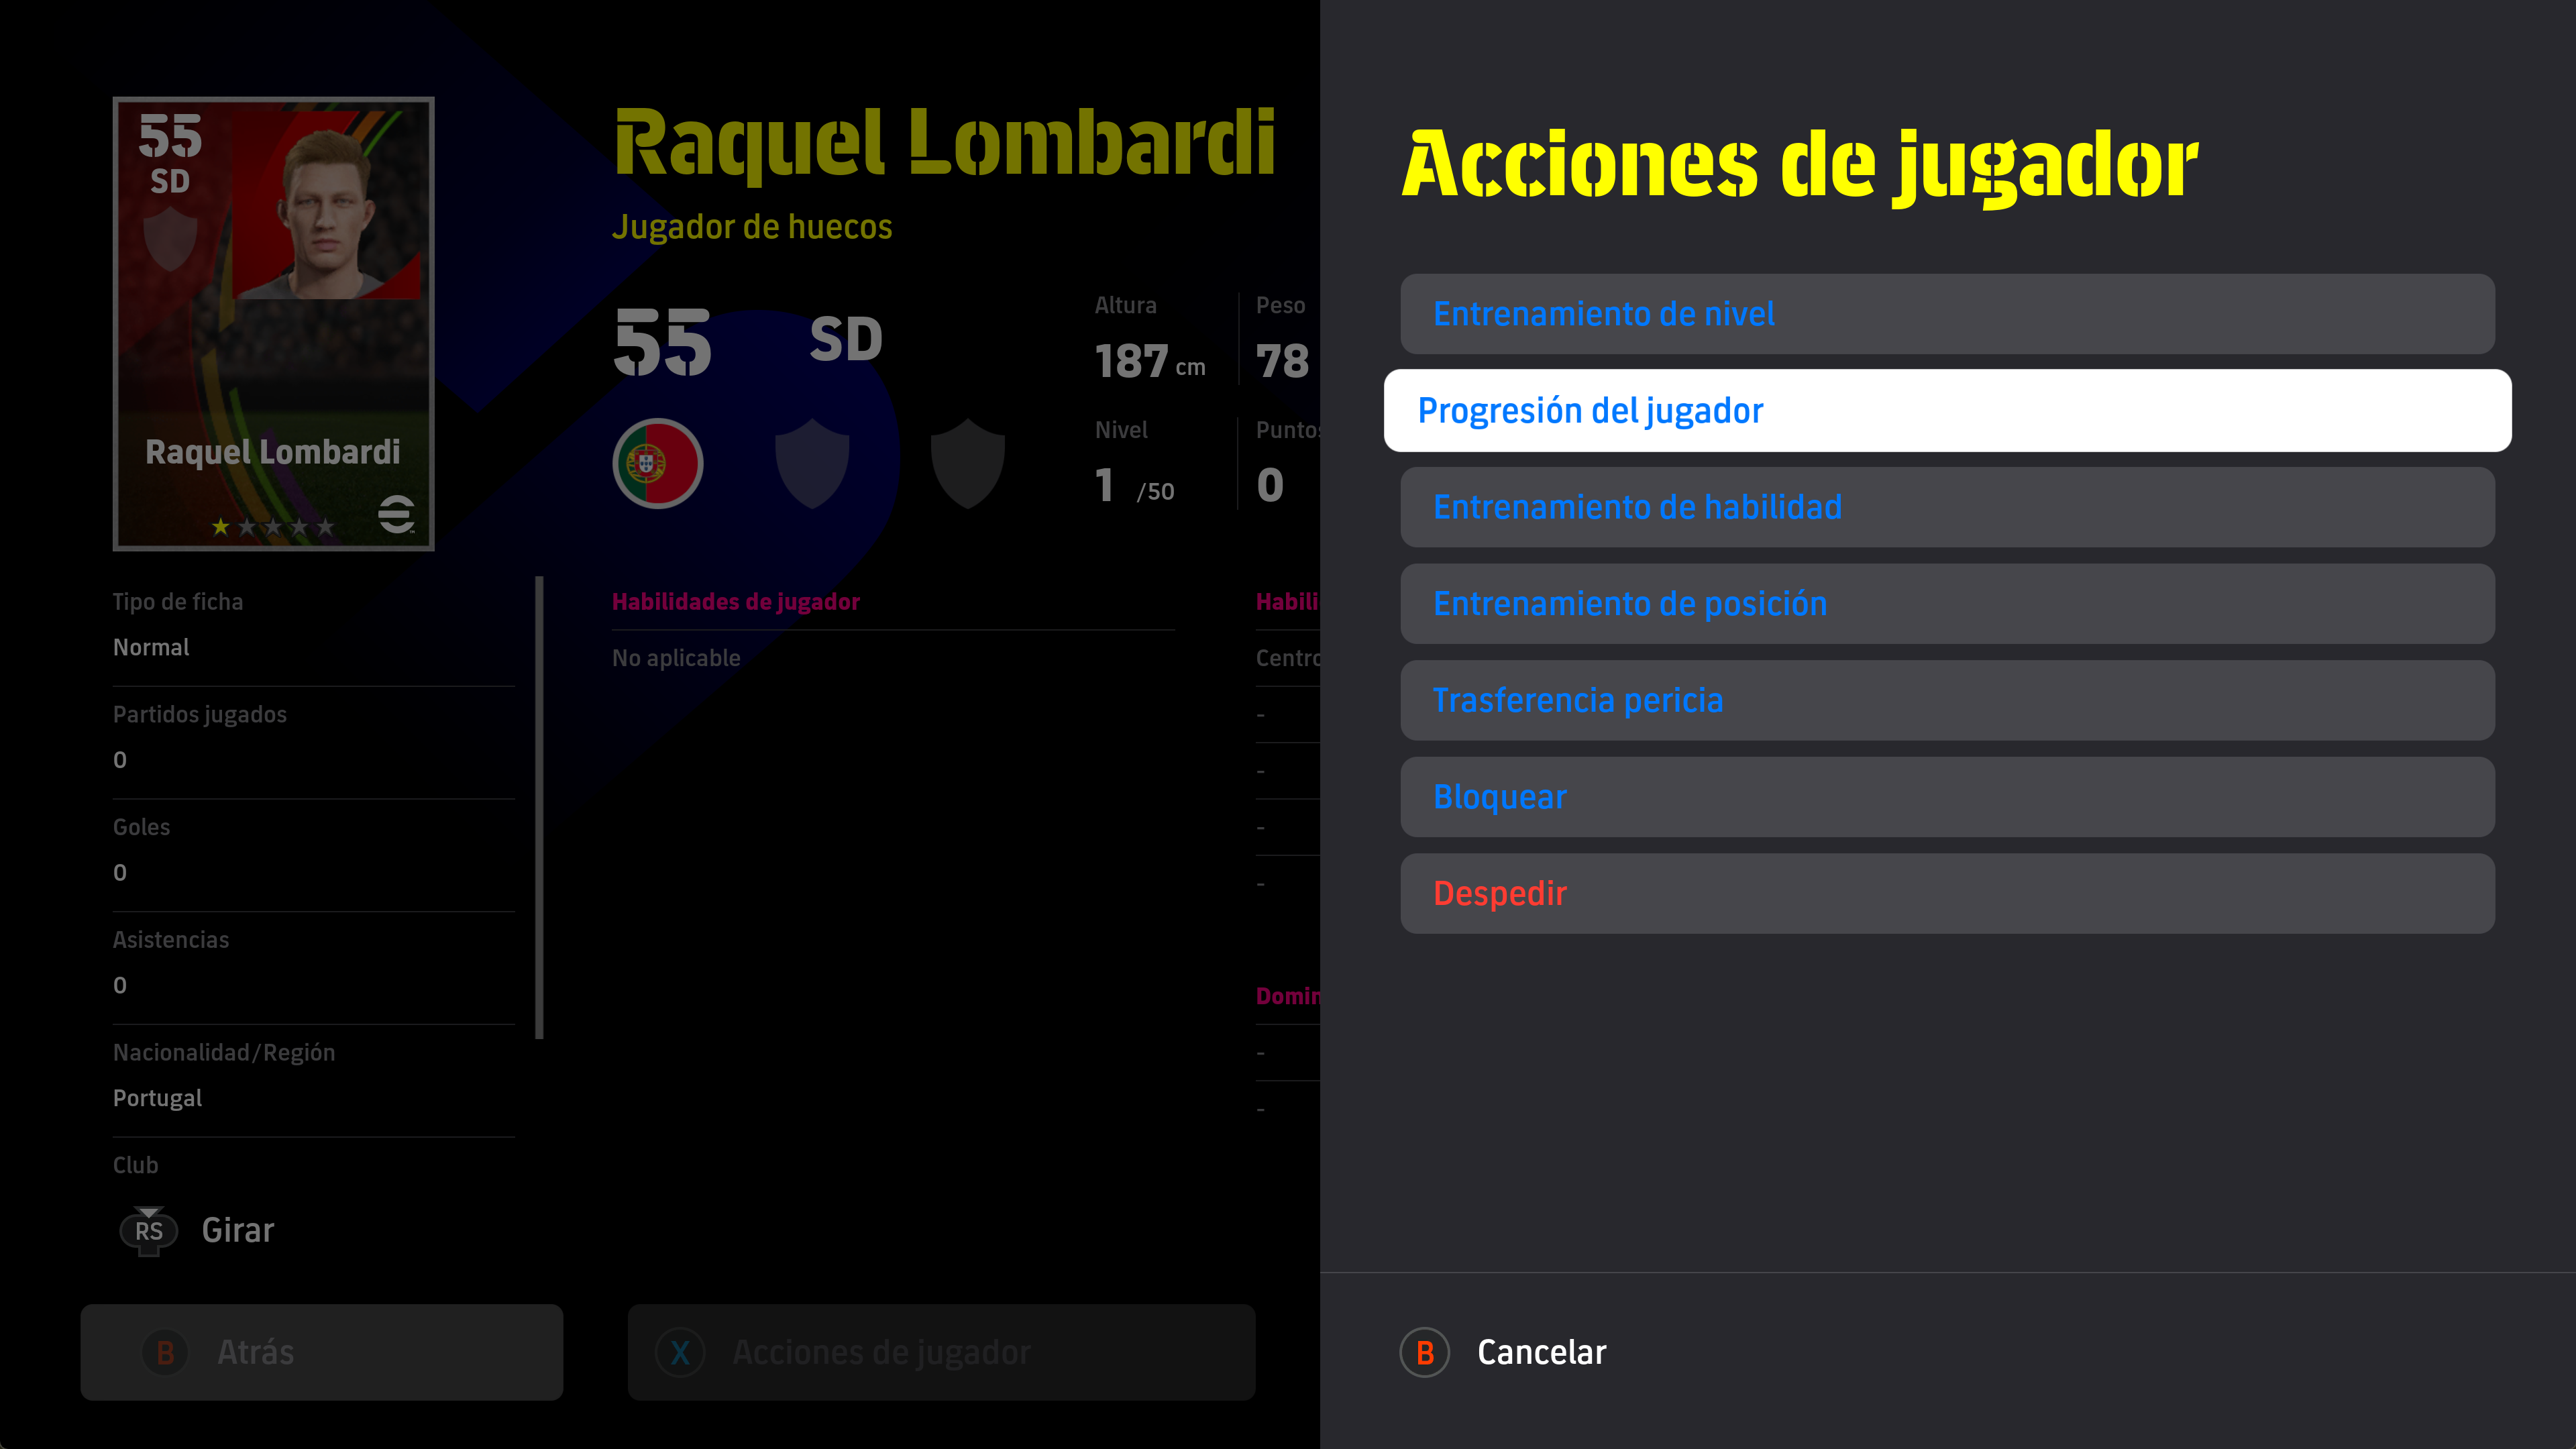 55
SD
Raquel Lombardi
Raquel Lombardi
Jugador de huecos
55
SD
Altura
187 cm
Peso
78
Nivel
1 /50
Puntos
0
Tipo de ficha
Normal
Partidos jugados
0
Goles
0
Asistencias
0
Nacionalidad/Región
Portugal
Club
Habilidades de jugador
No aplicable
Habili
Centro
-
-
-
-
Domin
-
-
RS Girar
B Atrás
X Acciones de jugador
Acciones de jugador
Entrenamiento de nivel
Progresión del jugador
Entrenamiento de habilidad
Entrenamiento de posición
Trasferencia pericia
Bloquear
Despedir
B Cancelar